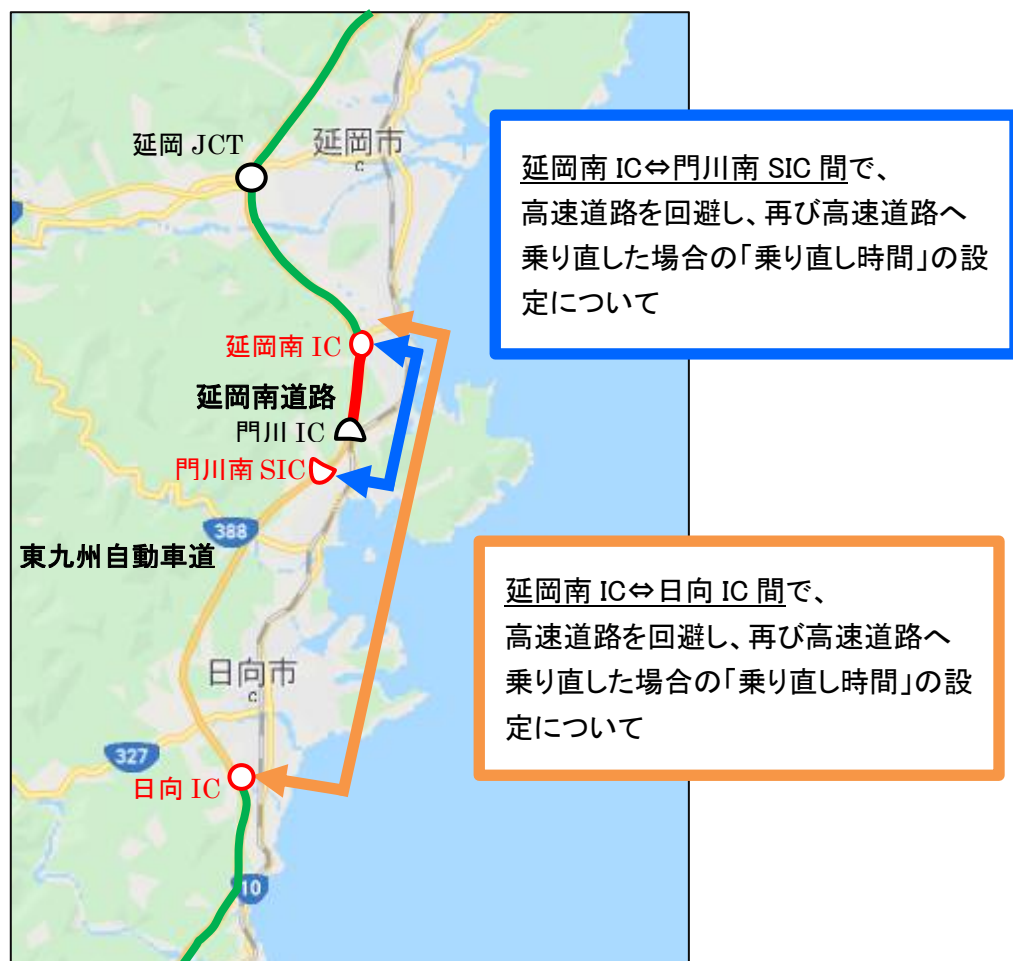 延岡 JCT
延岡市
延岡南 IC⇔門川南 SIC 間で、
高速道路を回避し、再び高速道路へ
乗り直した場合の「乗り直し時間」の設
定について
延岡南 IC
延岡南道路
門川 IC
門川南 SIC
388
東九州自動車道
延岡南 IC⇔日向 IC 間で、
高速道路を回避し、再び高速道路へ
乗り直した場合の「乗り直し時間」の設
定について
日向市
327
日向 IC
10